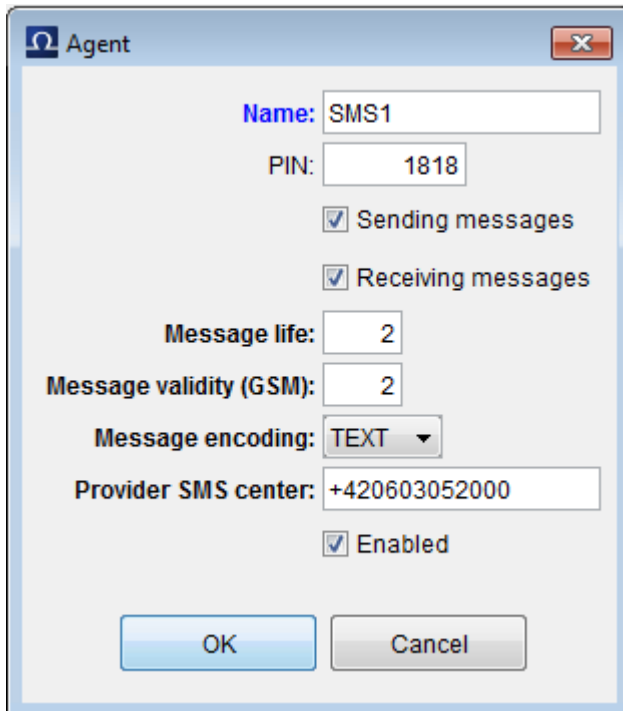 Ω Agent
Name: SMS1
PIN: 1818
Sending messages
Receiving messages
Message life: 2
Message validity (GSM): 2
Message encoding: TEXT
Provider SMS center: +420603052000
Enabled
OK Cancel